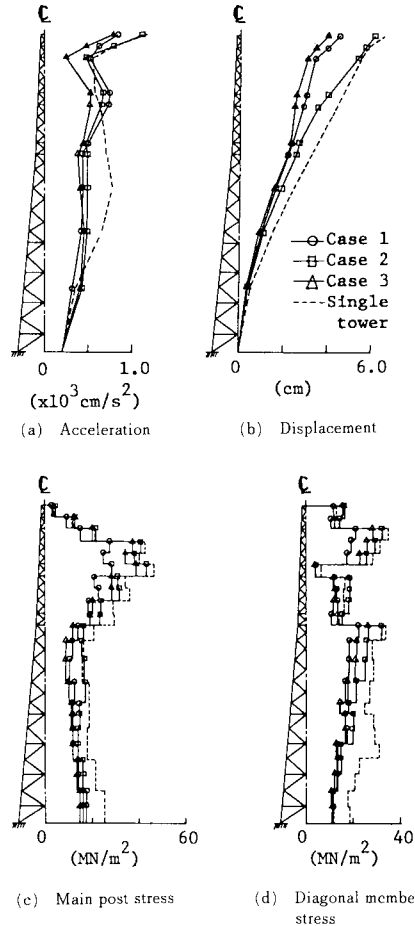 ℄ ℄
Case 1
Case 2
Case 3
Single
tower
0 1.0 0 6.0
(x10³cm/s²) (cm)
(a) Acceleration (b) Displacement
℄ ℄
0 60 0 20 40
(MN/m²) (MN/m²)
(c) Main post stress (d) Diagonal membe
stress